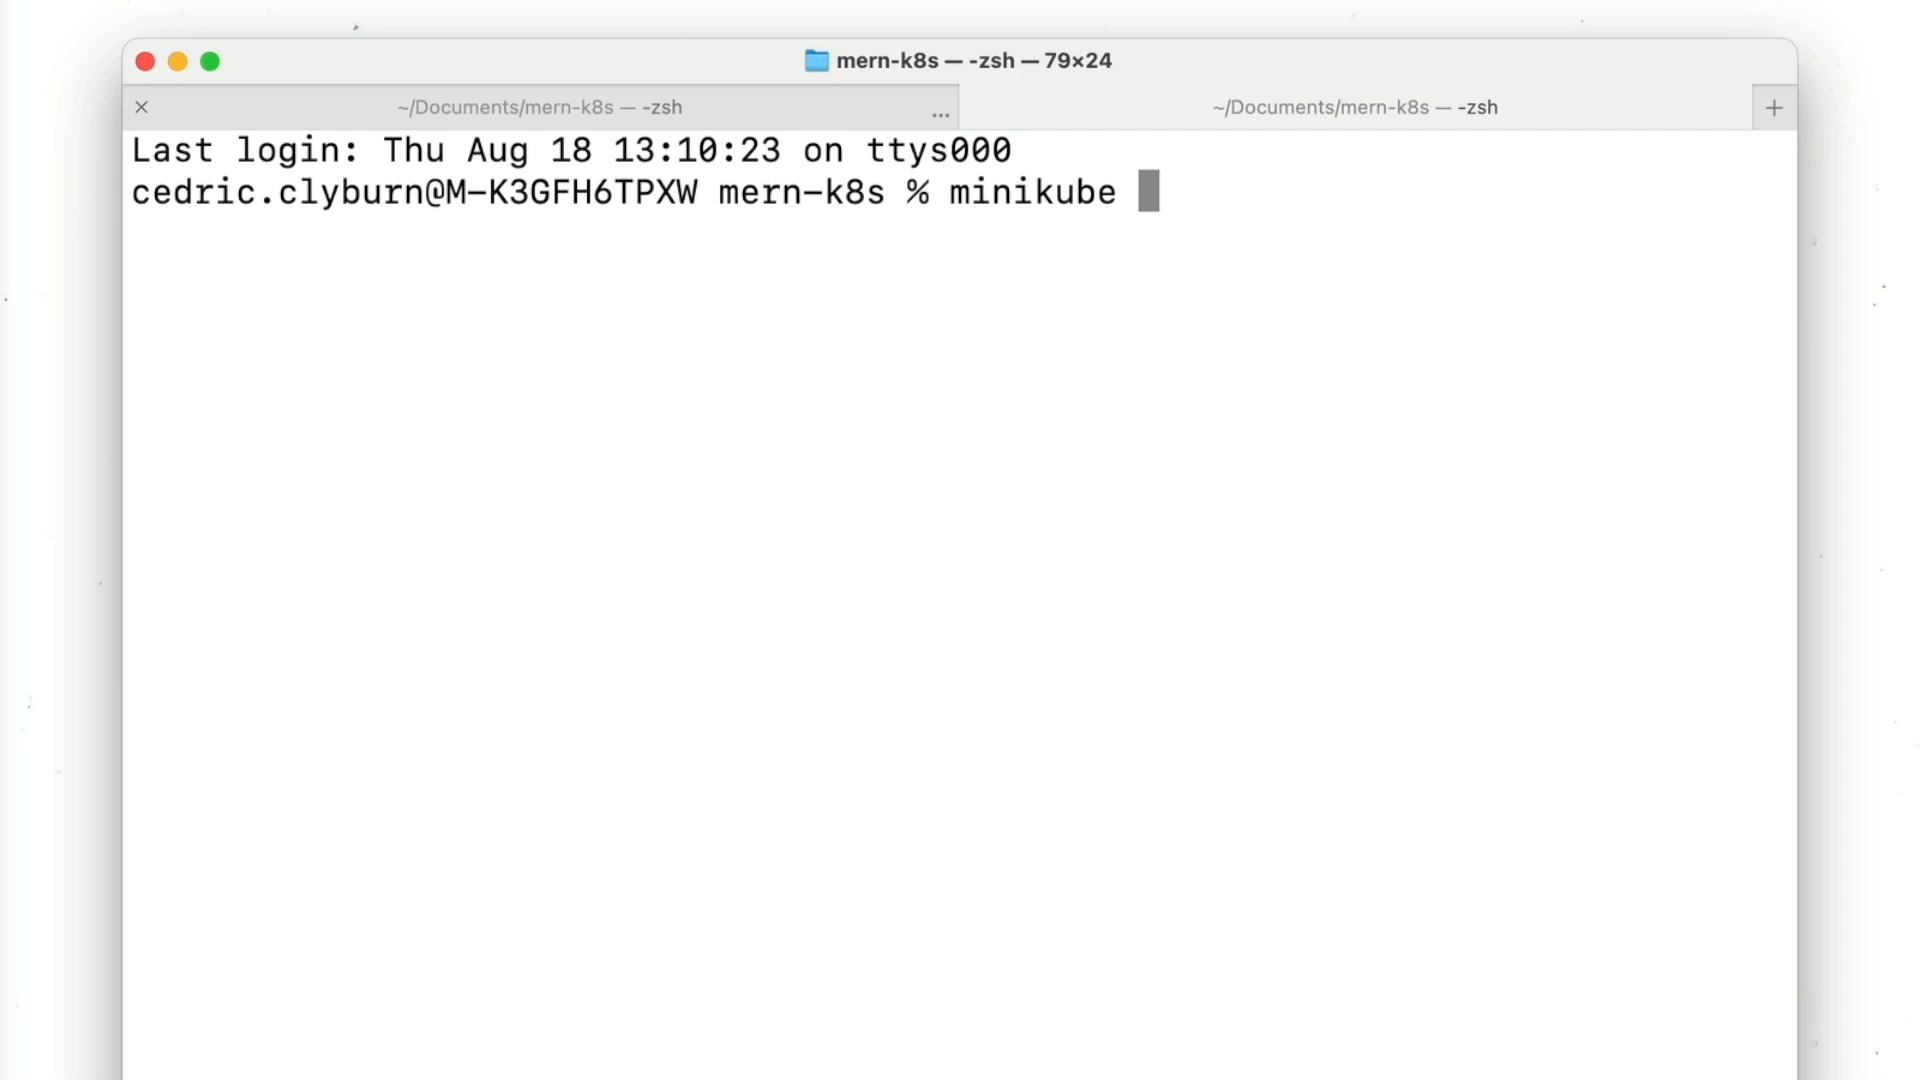 mern-k8s — -zsh — 79×24
~/Documents/mern-k8s — -zsh ... ~/Documents/mern-k8s — -zsh
Last login: Thu Aug 18 13:10:23 on ttys000
cedric.clyburn@M-K3GFH6TPXW mern-k8s % minikube